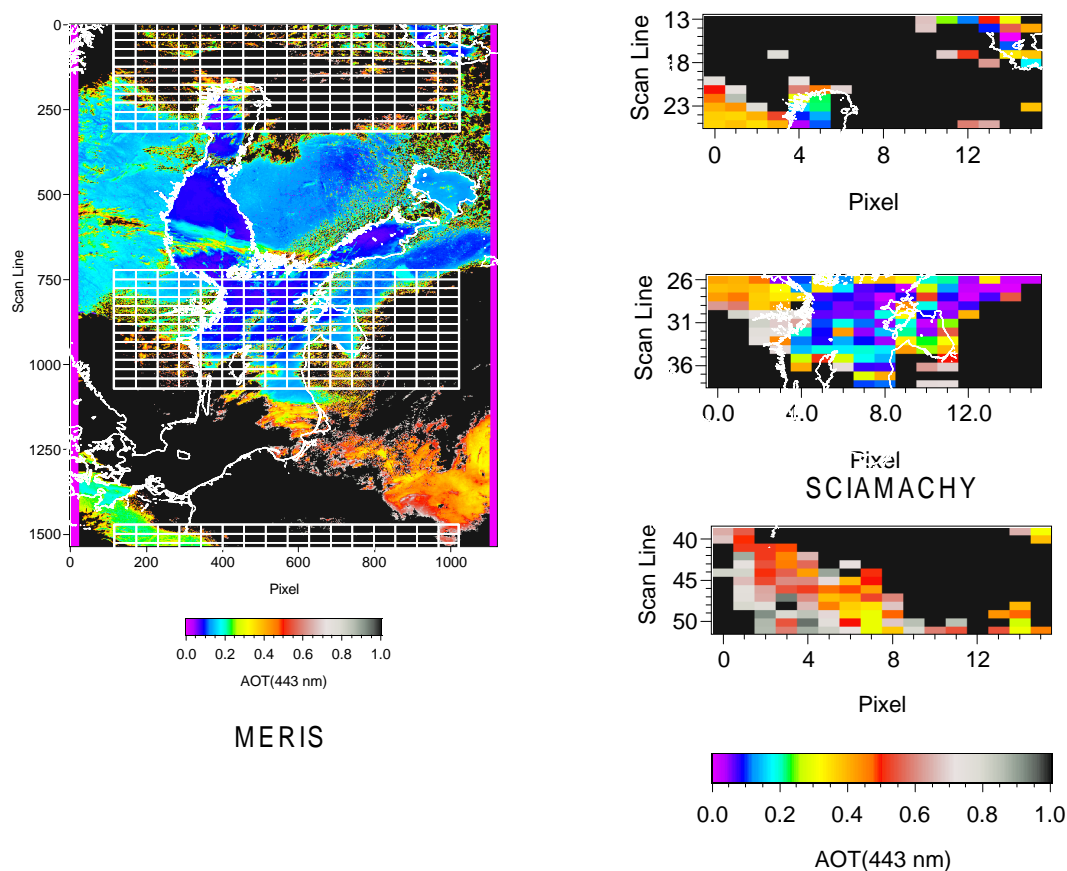 0
250
500
750
1000
1250
1500
Scan Line
0 200 400 600 800 1000
Pixel
0.0 0.2 0.4 0.6 0.8 1.0
AOT(443 nm)
MERIS
13
18
23
Scan Line
0 4 8 12
Pixel
26
31
36
Scan Line
0.0 4.0 8.0 12.0
Pixel
SCIAMACHY
40
45
50
Scan Line
0 4 8 12
Pixel
0.0 0.2 0.4 0.6 0.8 1.0
AOT(443 nm)